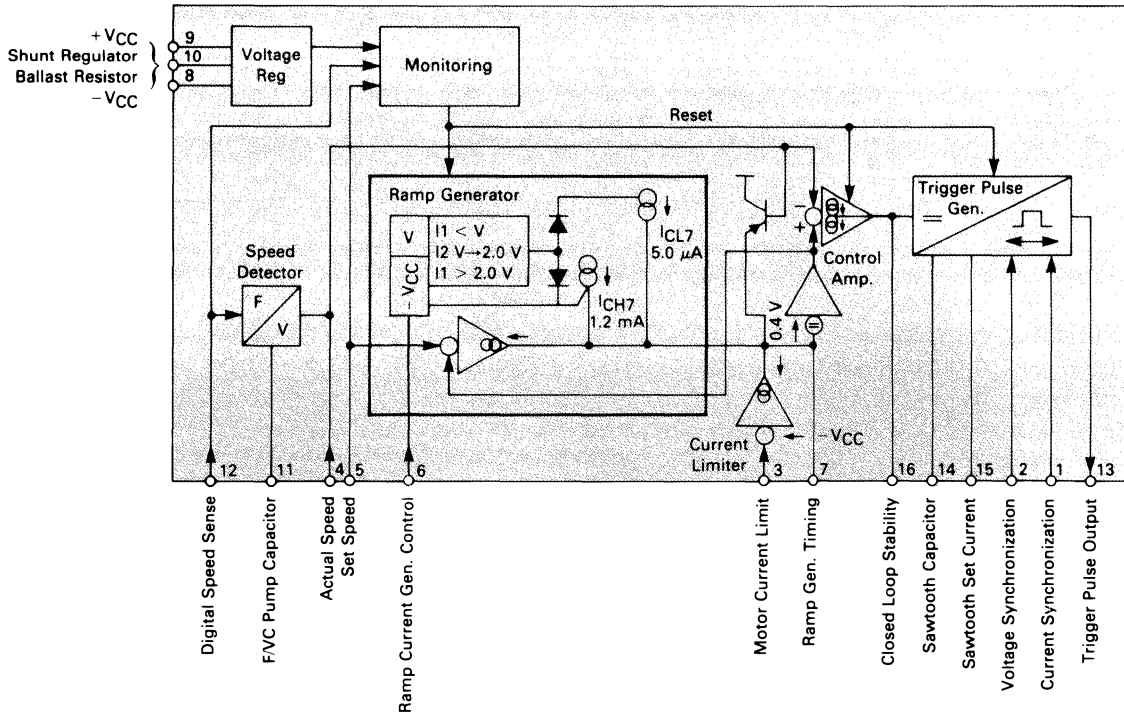 + VCC
9
Shunt Regulator
10
Ballast Resistor
8
- VCC
Voltage
Reg
Monitoring
Reset
Ramp Generator
V
- VCC
I1 < V
I2 V→2.0 V
I1 > 2.0 V
ICL7
5.0 μA
ICH7
1.2 mA
Speed
Detector
F
V
-
+
0.4 V
Control
Amp.
Trigger Pulse
Gen.
=
=
Current
Limiter
- VCC
12
11
4
5
6
3
7
16
14
15
2
1
13
Digital Speed Sense
F/VC Pump Capacitor
Actual Speed
Set Speed
Ramp Current Gen. Control
Motor Current Limit
Ramp Gen. Timing
Closed Loop Stability
Sawtooth Capacitor
Sawtooth Set Current
Voltage Synchronization
Current Synchronization
Trigger Pulse Output